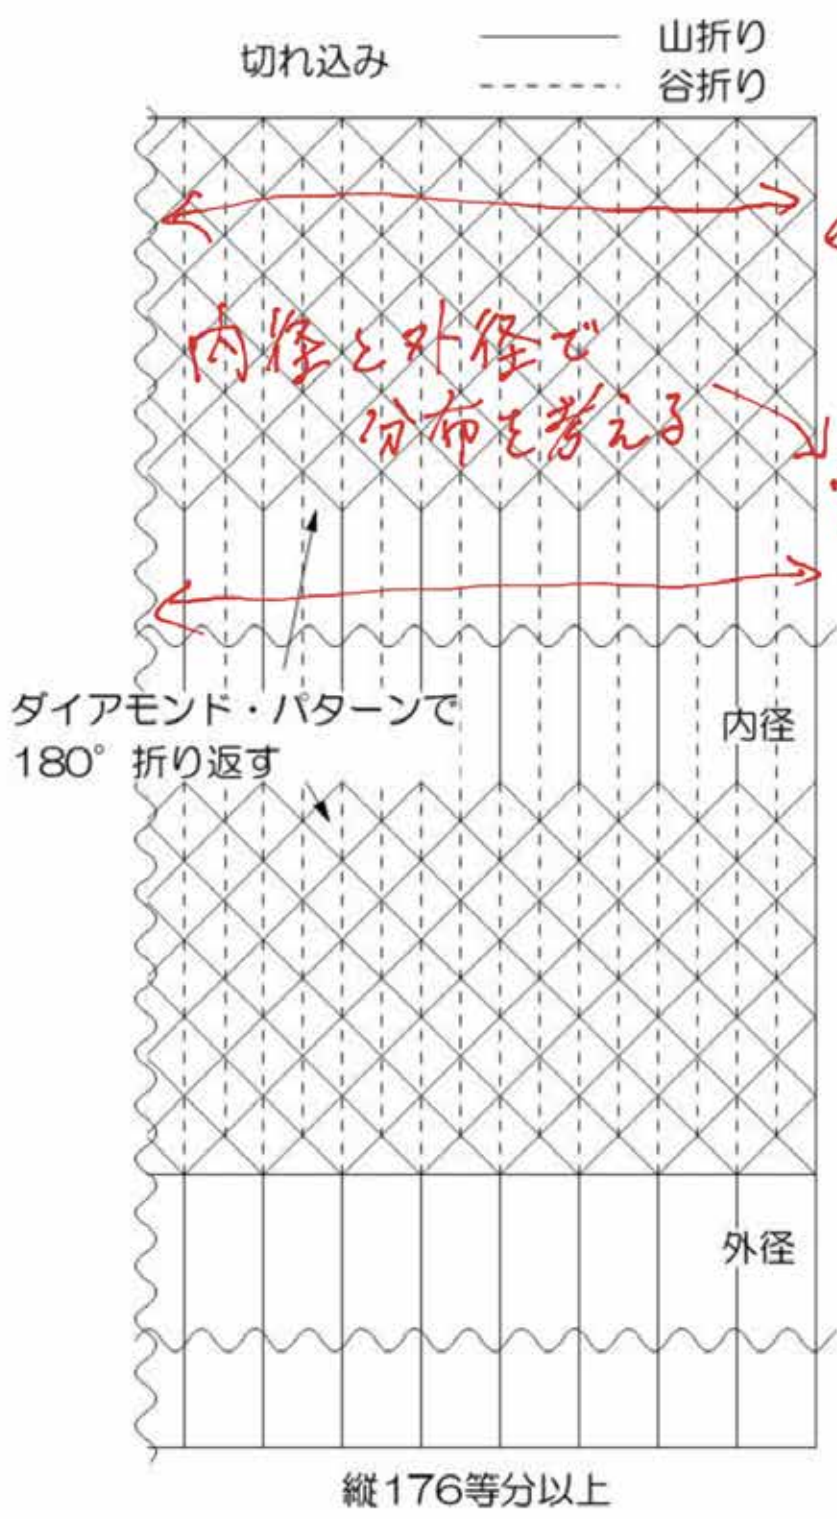 切れ込み
山折り
谷折り
内径と外径で
分布を考える
ダイアモンド・パターンで
180°折り返す
内径
外径
縦176等分以上